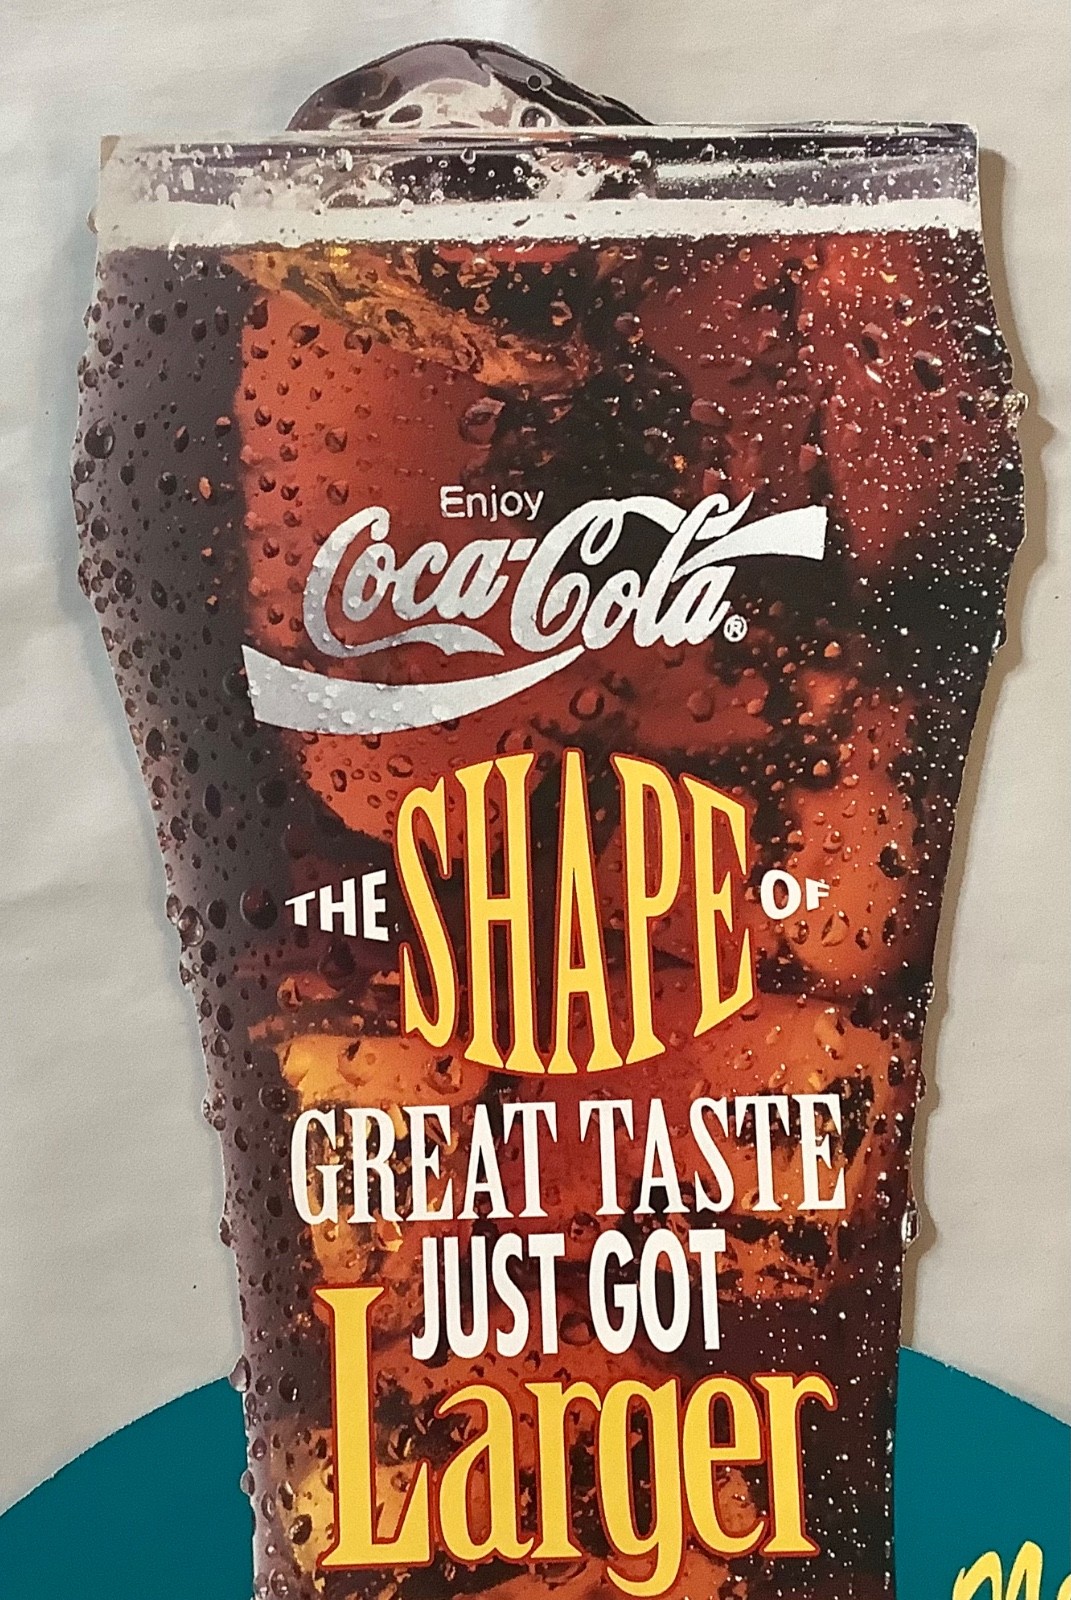 Enjoy
Coca-Cola®
THE SHAPE OF
GREAT TASTE
JUST GOT
Larger